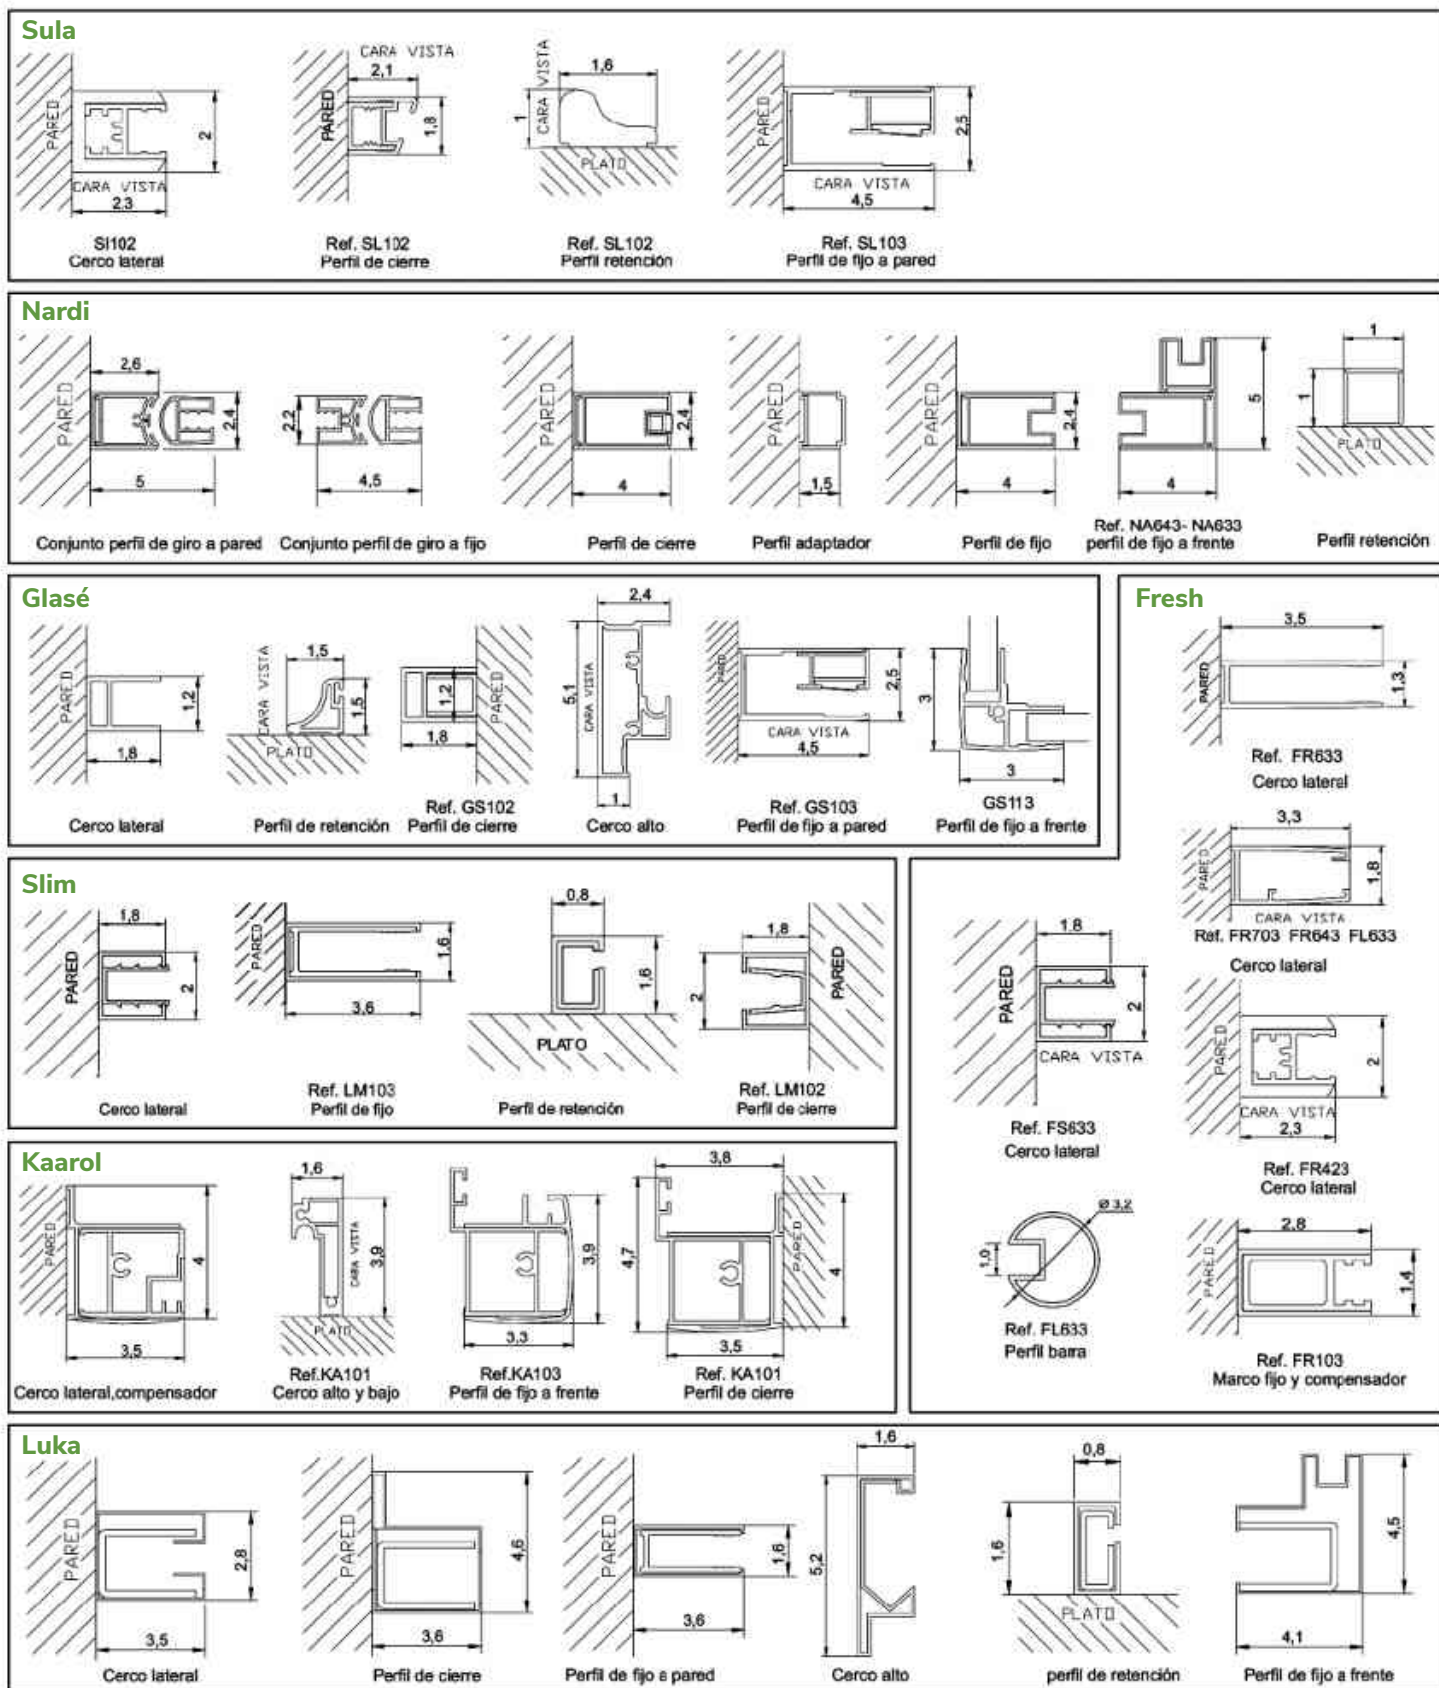 Sula
PARED
CARA VISTA
2,3
2
SI102
Cerco lateral
CARA VISTA
2,1
PARED
1,8
Ref. SL102
Perfil de cierre
CARA VISTA
1,6
1
PLATO
Ref. SL102
Perfil retención
PARED
2,5
CARA VISTA
4,5
Ref. SL103
Perfil de fijo a pared
Nardi
PARED
2,6
2,4
5
Conjunto perfil de giro a pared
2,2
4,5
Conjunto perfil de giro a fijo
PARED
2,4
4
Perfil de cierre
PARED
1,5
Perfil adaptador
PARED
2,4
4
Perfil de fijo
5
4
Ref. NA643- NA633
perfil de fijo a frente
1
1
PLATO
Perfil retención
Glasé
PARED
1,2
1,8
Cerco lateral
CARA VISTA
1,5
1,5
PLATO
Perfil de retención
1,2
1,8
PARED
Ref. GS102
Perfil de cierre
2,4
5,1
CARA VISTA
1
Cerco alto
PARED
2,5
CARA VISTA
4,5
Ref. GS103
Perfil de fijo a pared
3
3
GS113
Perfil de fijo a frente
Fresh
3,5
PARED
1,3
Ref. FR633
Cerco lateral
3,3
PARED
1,8
CARA VISTA
Ref. FR703 FR643 FL633
Cerco lateral
1.8
PARED
2
CARA VISTA
Ref. FS633
Cerco lateral
PARED
2
CARA VISTA
2,3
Ref. FR423
Cerco lateral
Ø 3,2
1,0
Ref. FL633
Perfil barra
2,8
PARED
1,4
Ref. FR103
Marco fijo y compensador
Slim
1,8
PARED
2
Cerco lateral
PARED
1,6
3,6
Ref. LM103
Perfil de fijo
0,8
1,6
PLATO
Perfil de retención
1,8
2
PARED
Ref. LM102
Perfil de cierre
Kaarol
PARED
4
3,5
Cerco lateral,compensador
1,6
CARA VISTA
3,9
PLATO
Ref.KA101
Cerco alto y bajo
3,9
3,3
Ref.KA103
Perfil de fijo a frente
3,8
4,7
PARED
4
3,5
Ref. KA101
Perfil de cierre
Luka
PARED
2,8
3,5
Cerco lateral
PARED
4,6
3,6
Perfil de cierre
PARED
1,6
3,6
Perfil de fijo a pared
1,6
5,2
Cerco alto
0,8
1,6
PLATO
perfil de retención
4,5
4,1
Perfil de fijo a frente